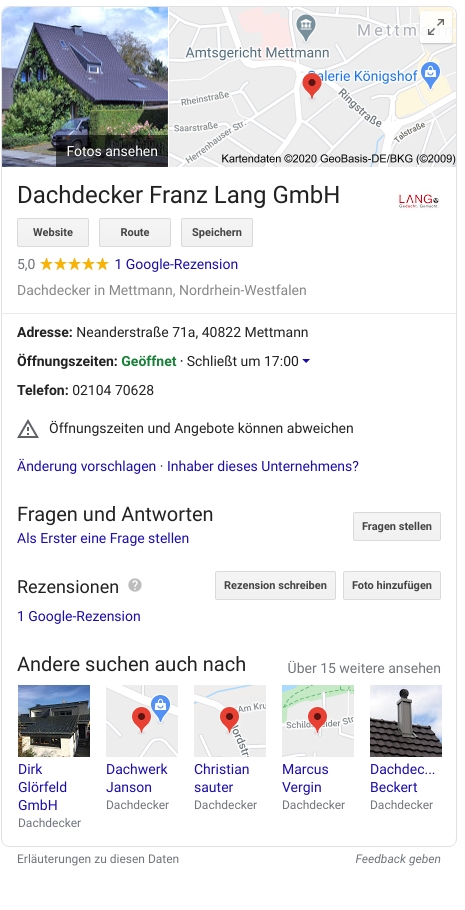 Mettm
Amtsgericht Mettmann
Galerie Königshof
Rheinstraße
Ringstraße
Saarstraße
Talstraße
Herrenhauser Str.
Fotos ansehen
Kartendaten ©2020 GeoBasis-DE/BKG (©2009)
Dachdecker Franz Lang GmbH
LANG
Gedacht. Gemacht.
Website Route Speichern
5,0 1 Google-Rezension
Dachdecker in Mettmann, Nordrhein-Westfalen
Adresse: Neanderstraße 71a, 40822 Mettmann
Öffnungszeiten: Geöffnet · Schließt um 17:00
Telefon: 02104 70628
Öffnungszeiten und Angebote können abweichen
Änderung vorschlagen · Inhaber dieses Unternehmens?
Fragen und Antworten
Fragen stellen
Als Erster eine Frage stellen
Rezensionen ? Rezension schreiben Foto hinzufügen
1 Google-Rezension
Andere suchen auch nach Über 15 weitere ansehen
Am Kru
ordstr.
Schil der Str
Dirk Glörfeld GmbH
Dachdecker
Dachwerk Janson
Dachdecker
Christian sauter
Dachdecker
Marcus Vergin
Dachdecker
Dachdec... Beckert
Dachdecker
Erläuterungen zu diesen Daten Feedback geben